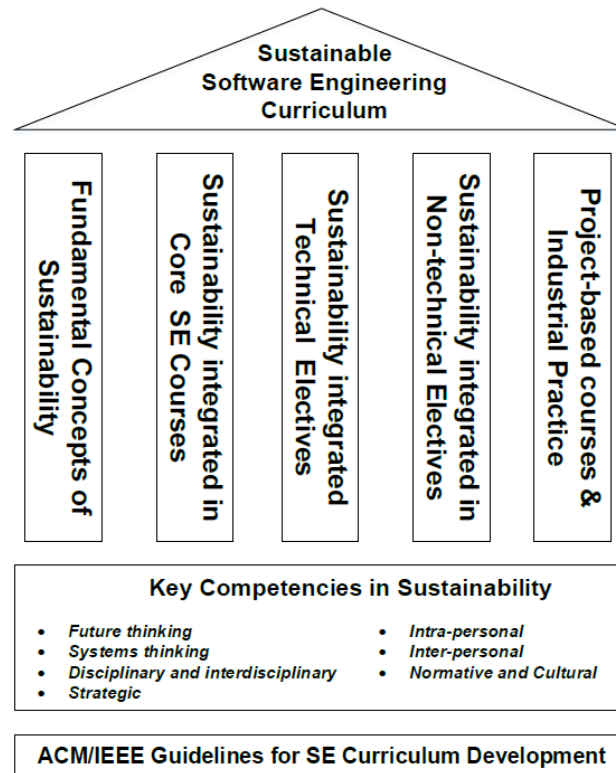 Sustainable
Software Engineering
Curriculum
Fundamental Concepts of
Sustainability
Sustainability integrated in
Core SE Courses
Sustainability integrated
Technical Electives
Sustainability integrated in
Non-technical Electives
Project-based courses &
Industrial Practice
Key Competencies in Sustainability
• Future thinking
• Systems thinking
• Disciplinary and interdisciplinary
• Strategic
• Intra-personal
• Inter-personal
• Normative and Cultural
ACM/IEEE Guidelines for SE Curriculum Development